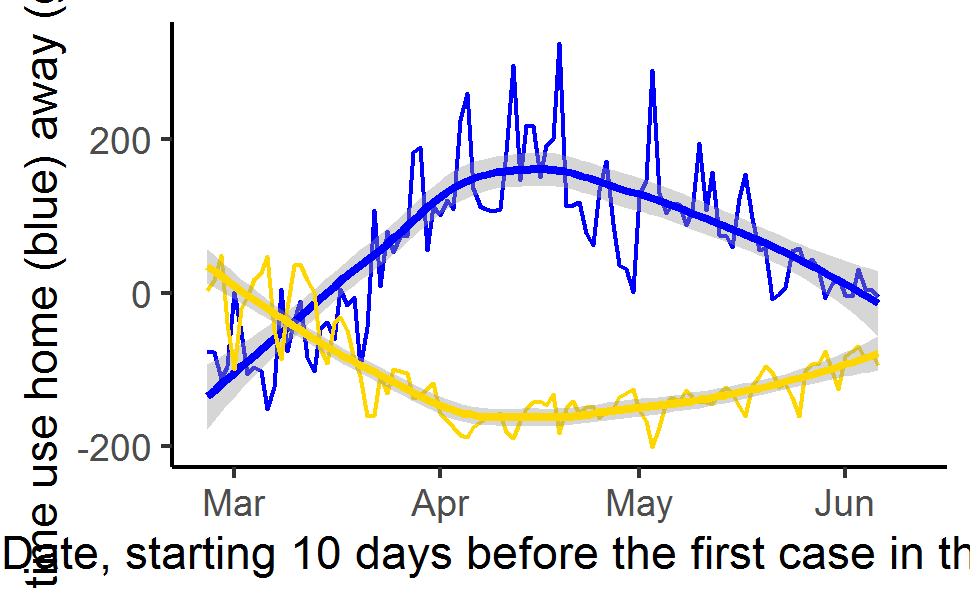 time use home (blue) away (
200
0
-200
Mar Apr May Jun
Date, starting 10 days before the first case in th